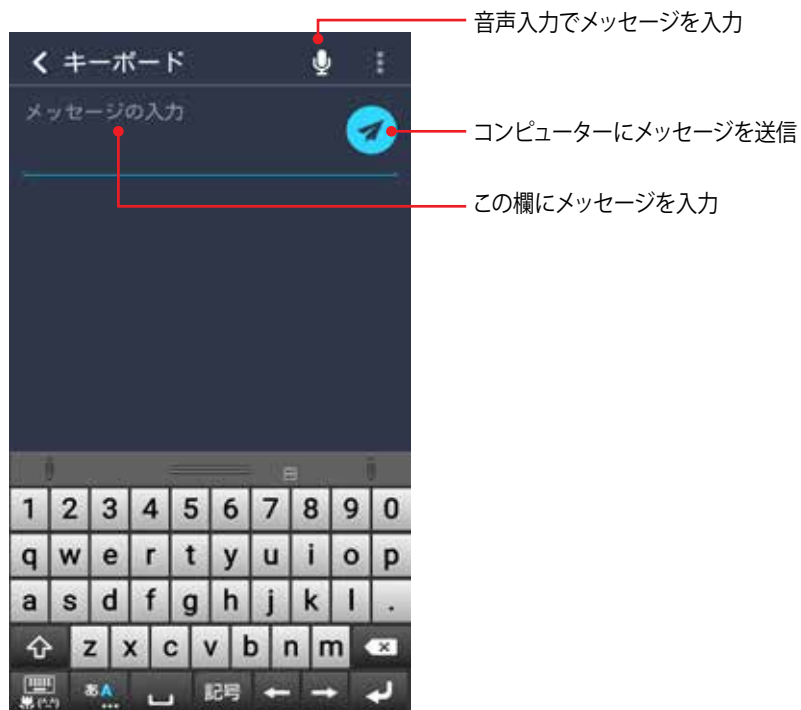 音声入力でメッセージを入力
キーボード
メッセージの入力
コンピューターにメッセージを送信
この欄にメッセージを入力
1 2 3 4 5 6 7 8 9 0
q w e r t y u i o p
a s d f g h j k l .
z x c v b n m
(^.^) あA 記号